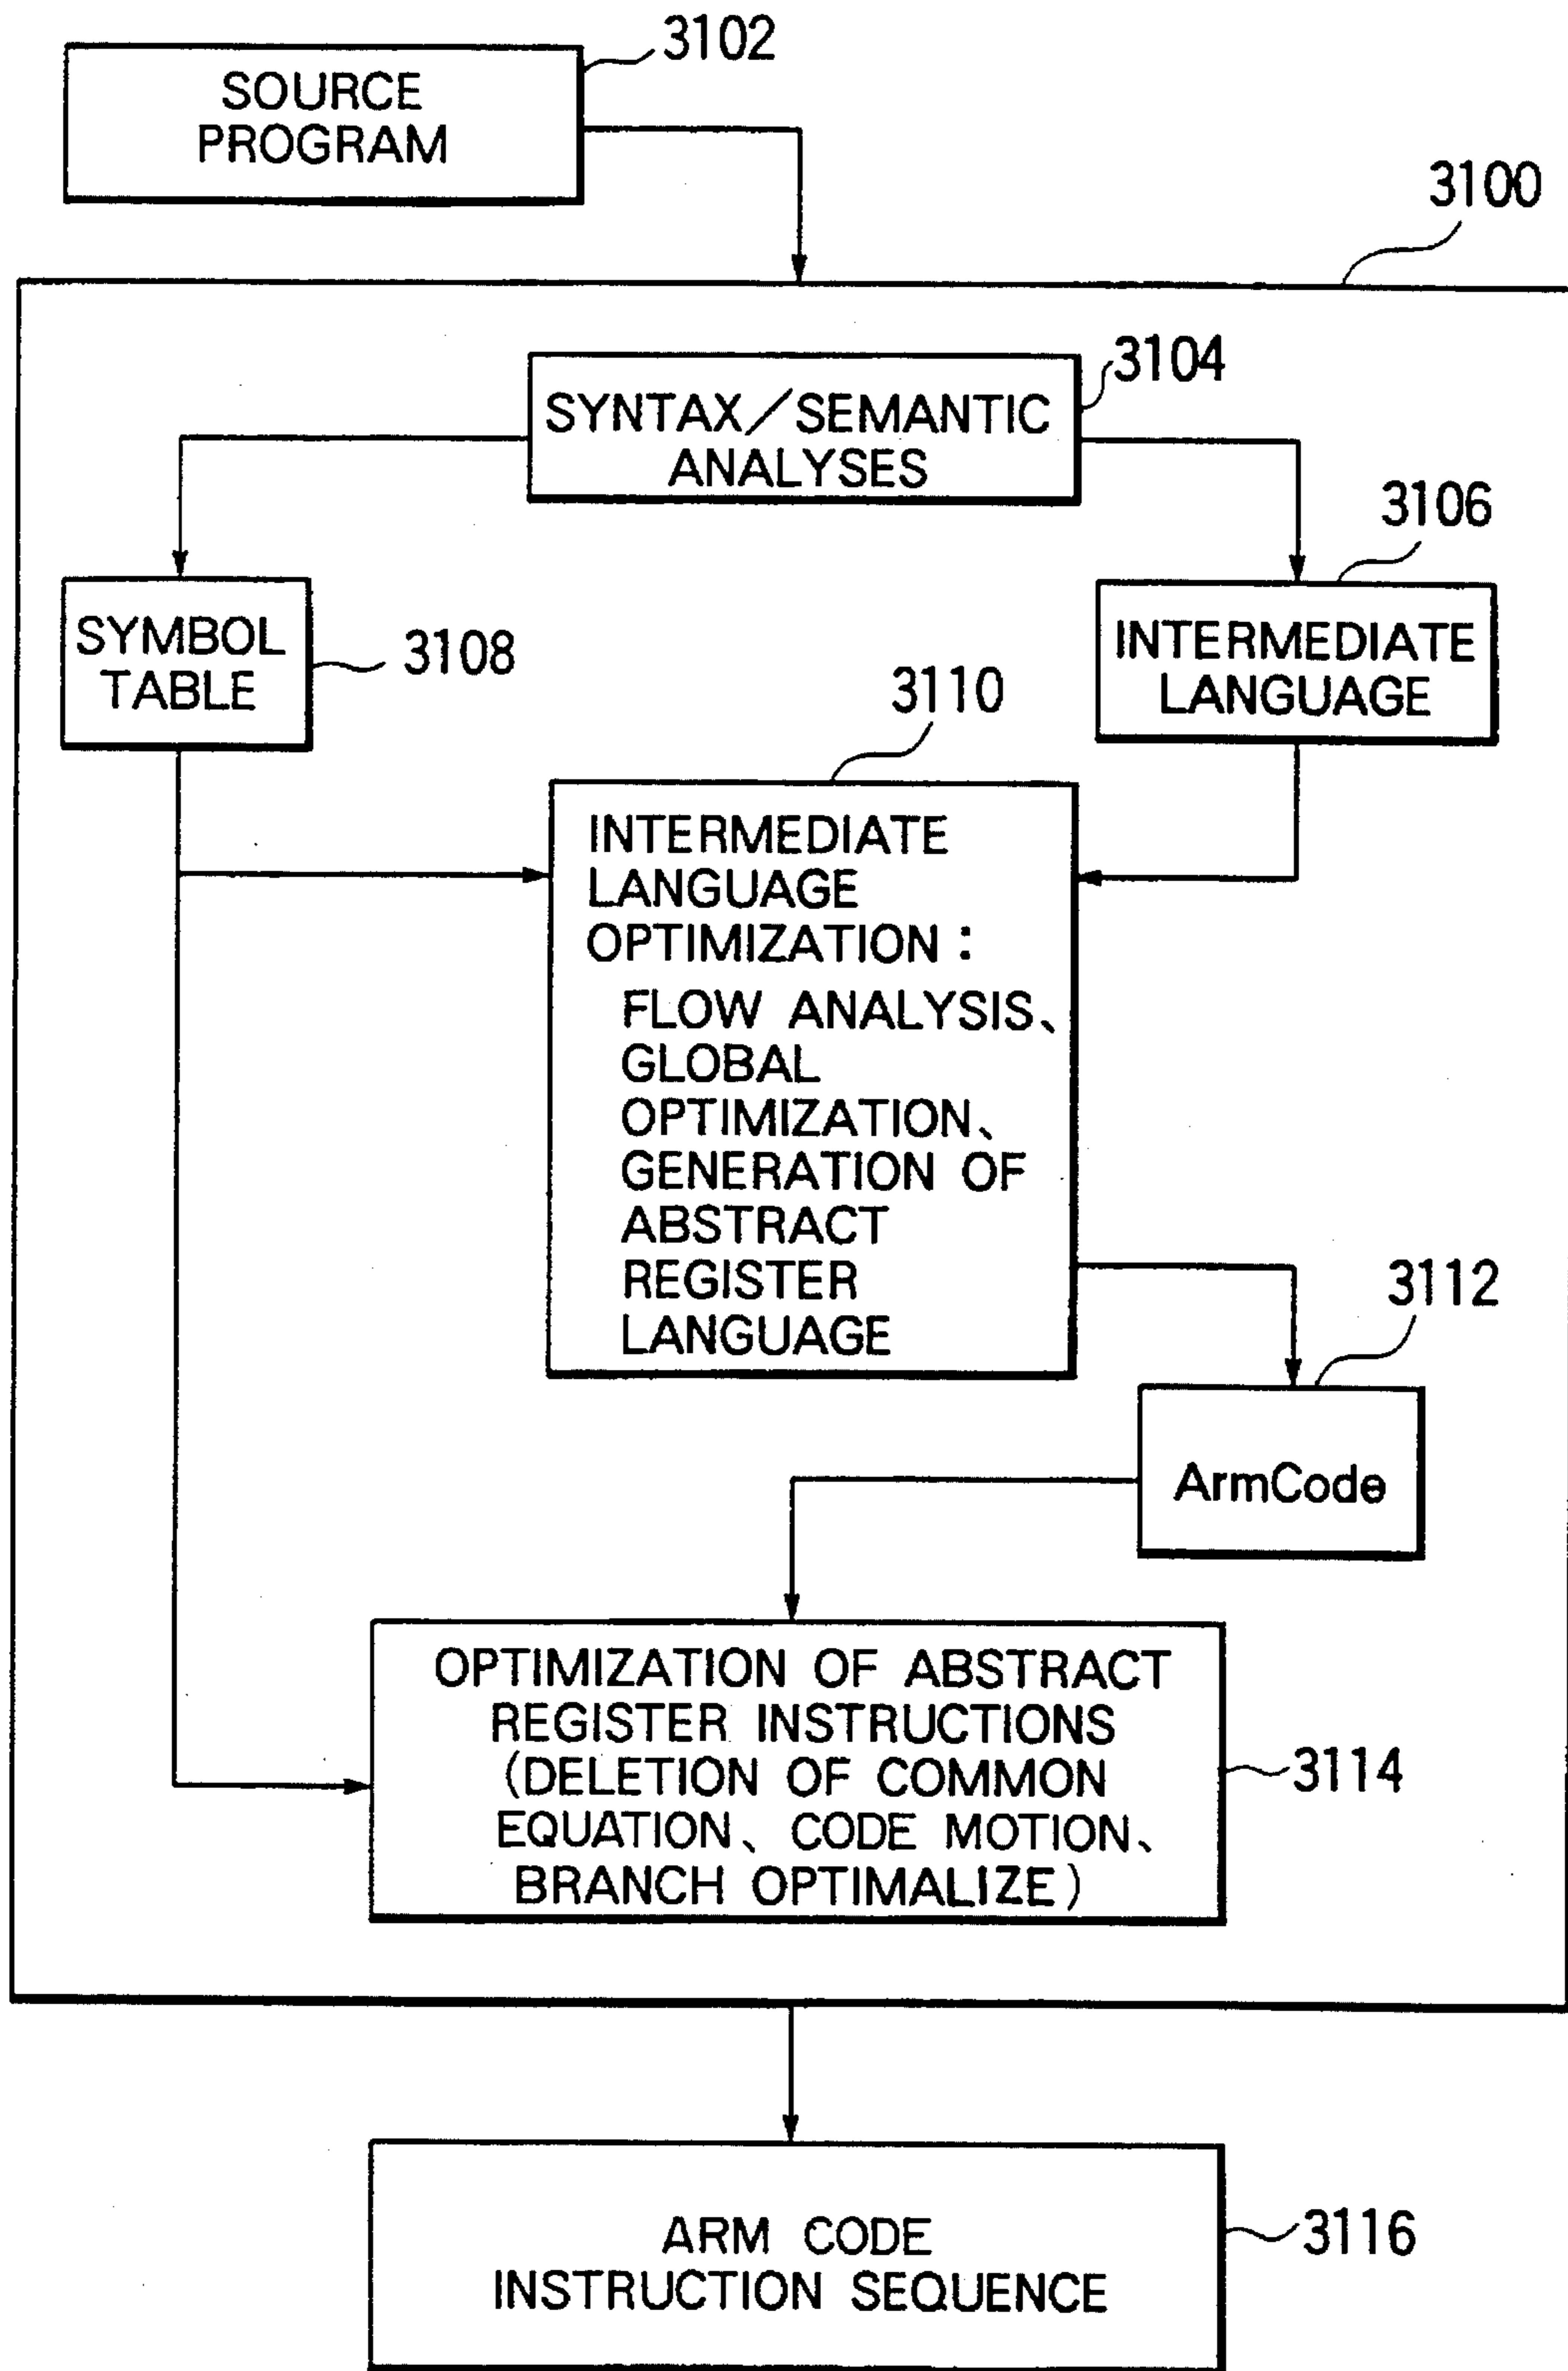 3102
SOURCE
PROGRAM
3100
3104
SYNTAX/SEMANTIC
ANALYSES
3106
SYMBOL
TABLE
3108
INTERMEDIATE
LANGUAGE
3110
INTERMEDIATE
LANGUAGE
OPTIMIZATION:
FLOW ANALYSIS、
GLOBAL
OPTIMIZATION、
GENERATION OF
ABSTRACT
REGISTER
LANGUAGE
3112
ArmCode
OPTIMIZATION OF ABSTRACT
REGISTER INSTRUCTIONS
(DELETION OF COMMON
EQUATION、CODE MOTION、
BRANCH OPTIMALIZE)
3114
ARM CODE
INSTRUCTION SEQUENCE
3116